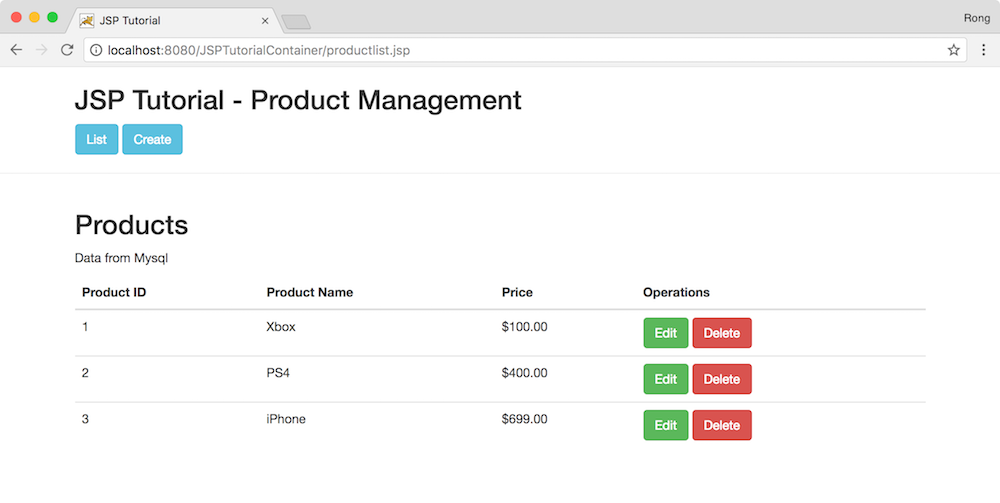 JSP Tutorial
Rong
localhost:8080/JSPTutorialContainer/productlist.jsp
JSP Tutorial - Product Management
List Create
Products
Data from Mysql
Product ID Product Name Price Operations
1 Xbox $100.00 Edit Delete
2 PS4 $400.00 Edit Delete
3 iPhone $699.00 Edit Delete